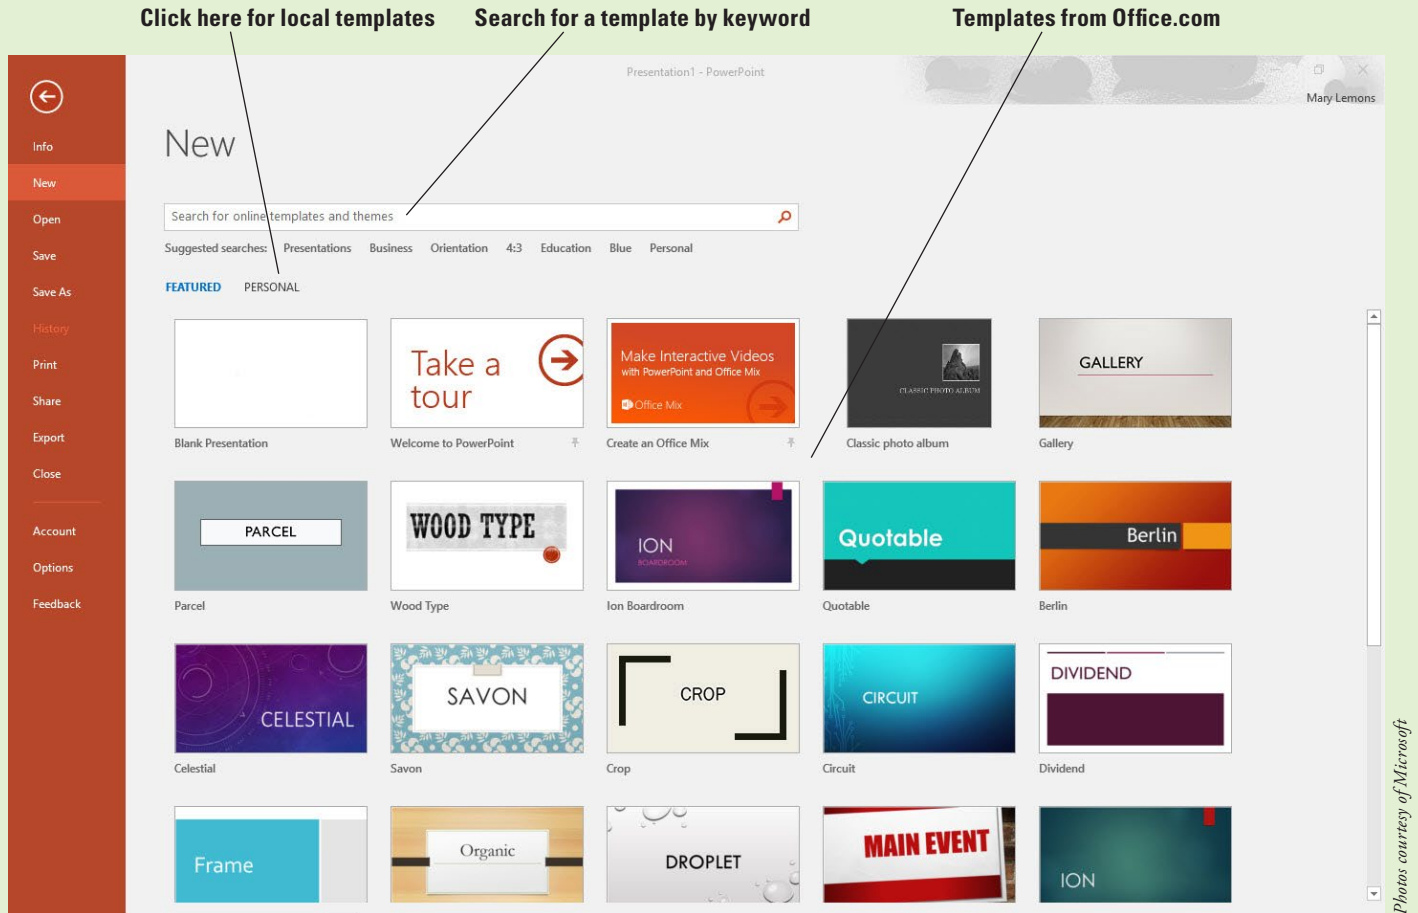 Click here for local templates
Search for a template by keyword
Templates from Office.com
Presentation1 - PowerPoint
Mary Lemons
Info
New
Open
Save
Save As
History
Print
Share
Export
Close
Account
Options
Feedback
New
Search for online templates and themes
Suggested searches: Presentations Business Orientation 4:3 Education Blue Personal
FEATURED PERSONAL
Take a
tour
Make Interactive Videos
with PowerPoint and Office Mix
Office Mix
CLASSIC PHOTO ALBUM
GALLERY
Blank Presentation
Welcome to PowerPoint
Create an Office Mix
Classic photo album
Gallery
PARCEL
WOOD TYPE
ION
BOARDROOM
Quotable
Berlin
Parcel
Wood Type
Ion Boardroom
Quotable
Berlin
CELESTIAL
SAVON
CROP
CIRCUIT
DIVIDEND
Celestial
Savon
Crop
Circuit
Dividend
Frame
Organic
DROPLET
MAIN EVENT
ION
Photos courtesy of Microsoft